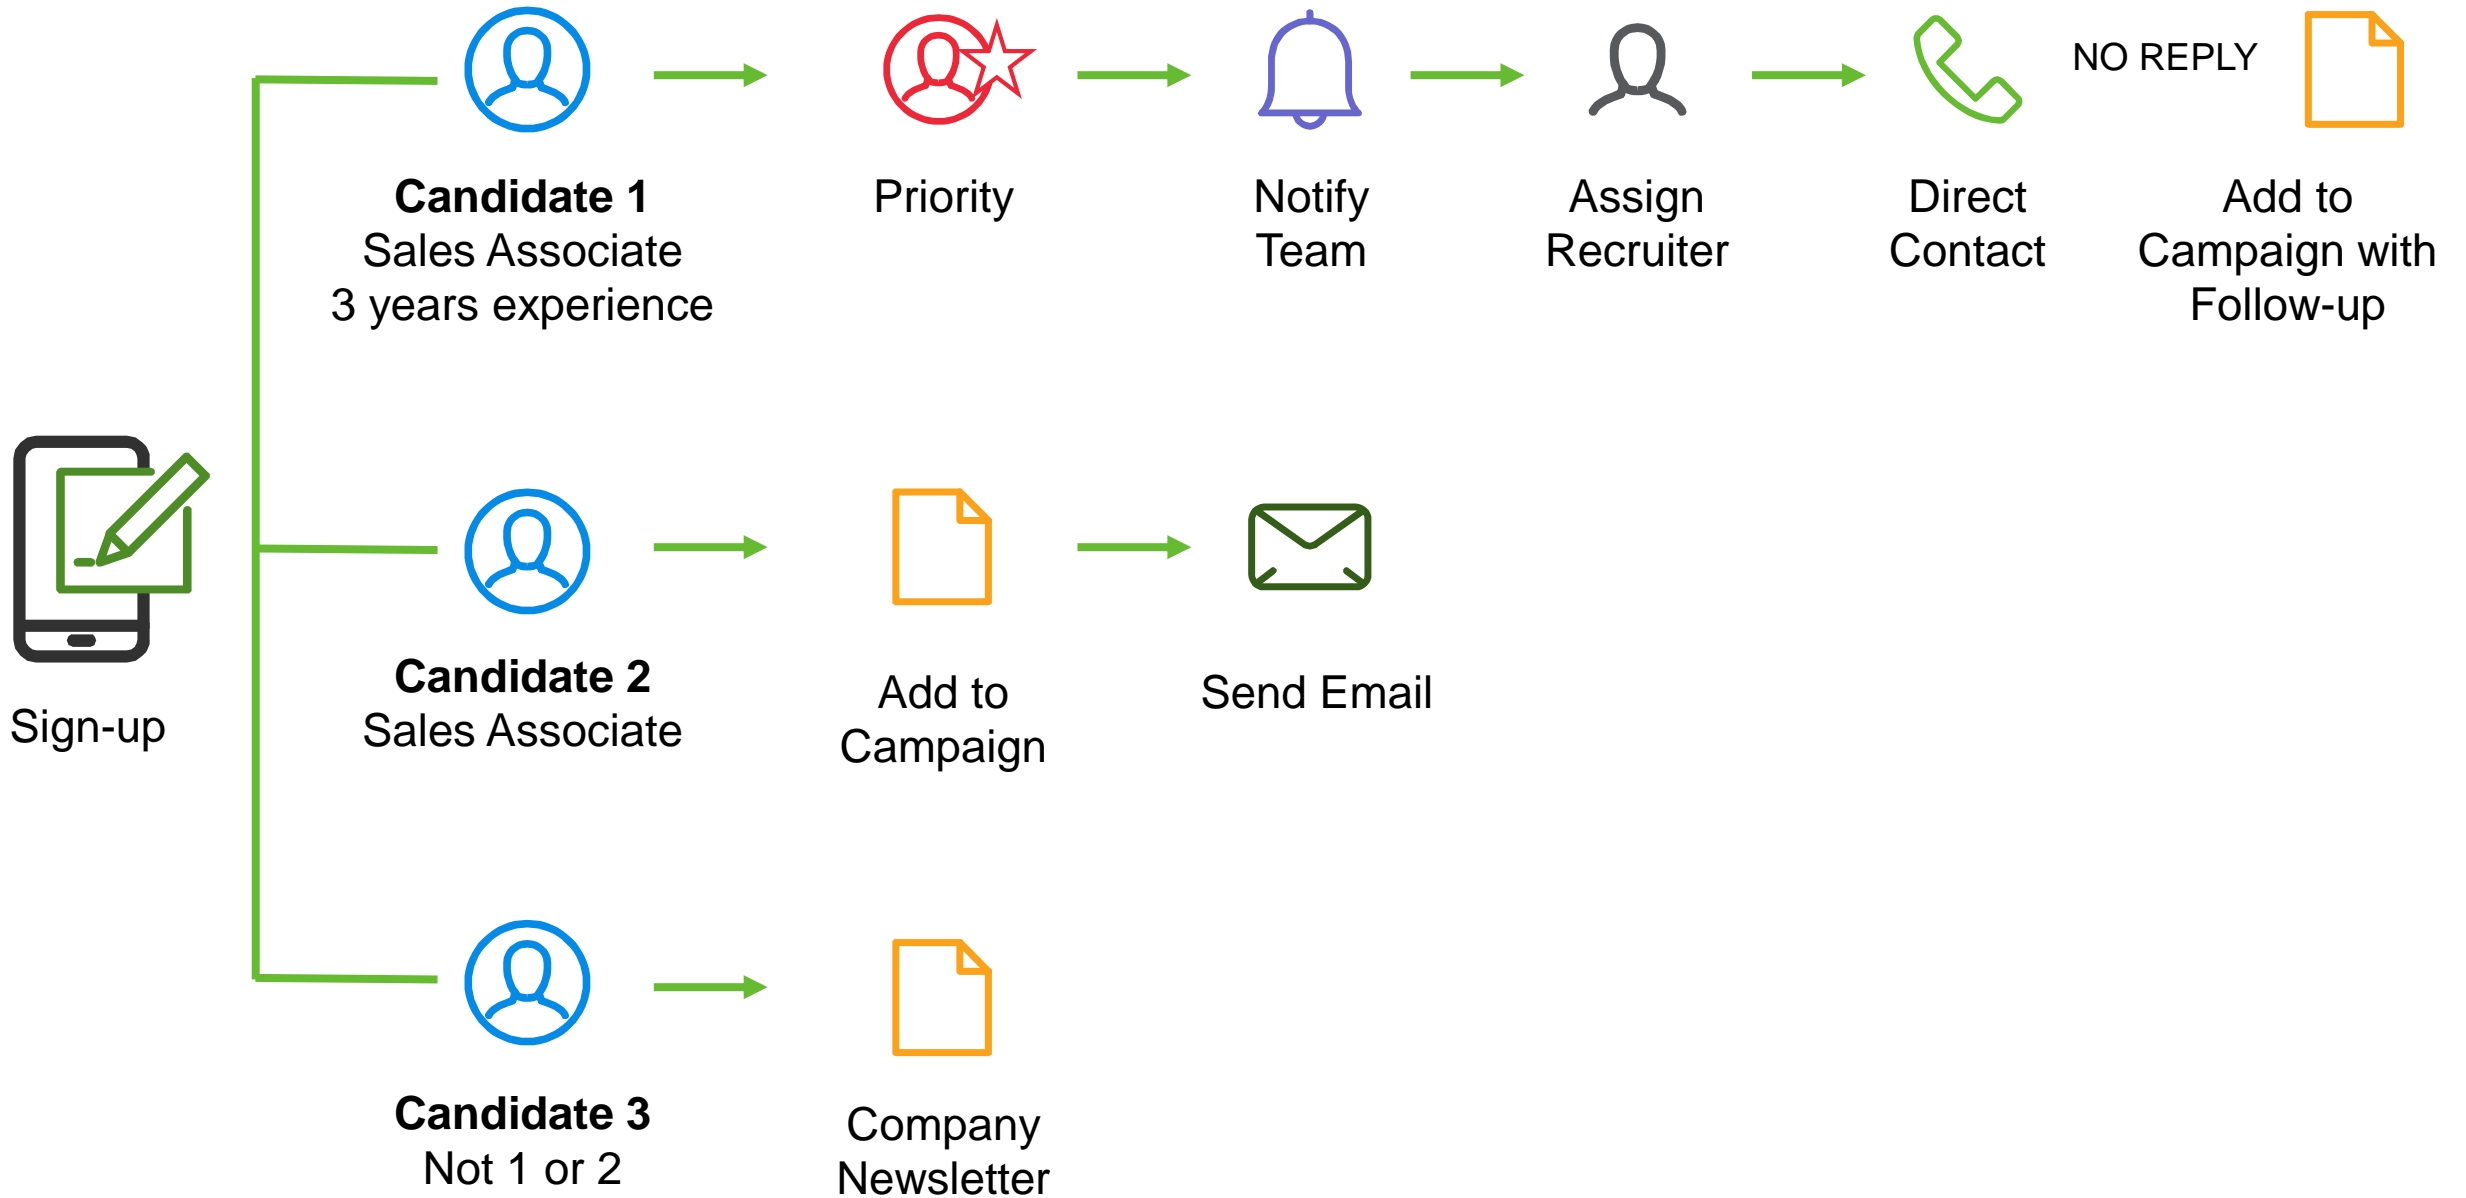 NO REPLY
Candidate 1
Sales Associate
3 years experience
Priority
Notify
Team
Assign
Recruiter
Direct
Contact
Add to
Campaign with
Follow-up
Sign-up
Candidate 2
Sales Associate
Add to
Campaign
Send Email
Candidate 3
Not 1 or 2
Company
Newsletter